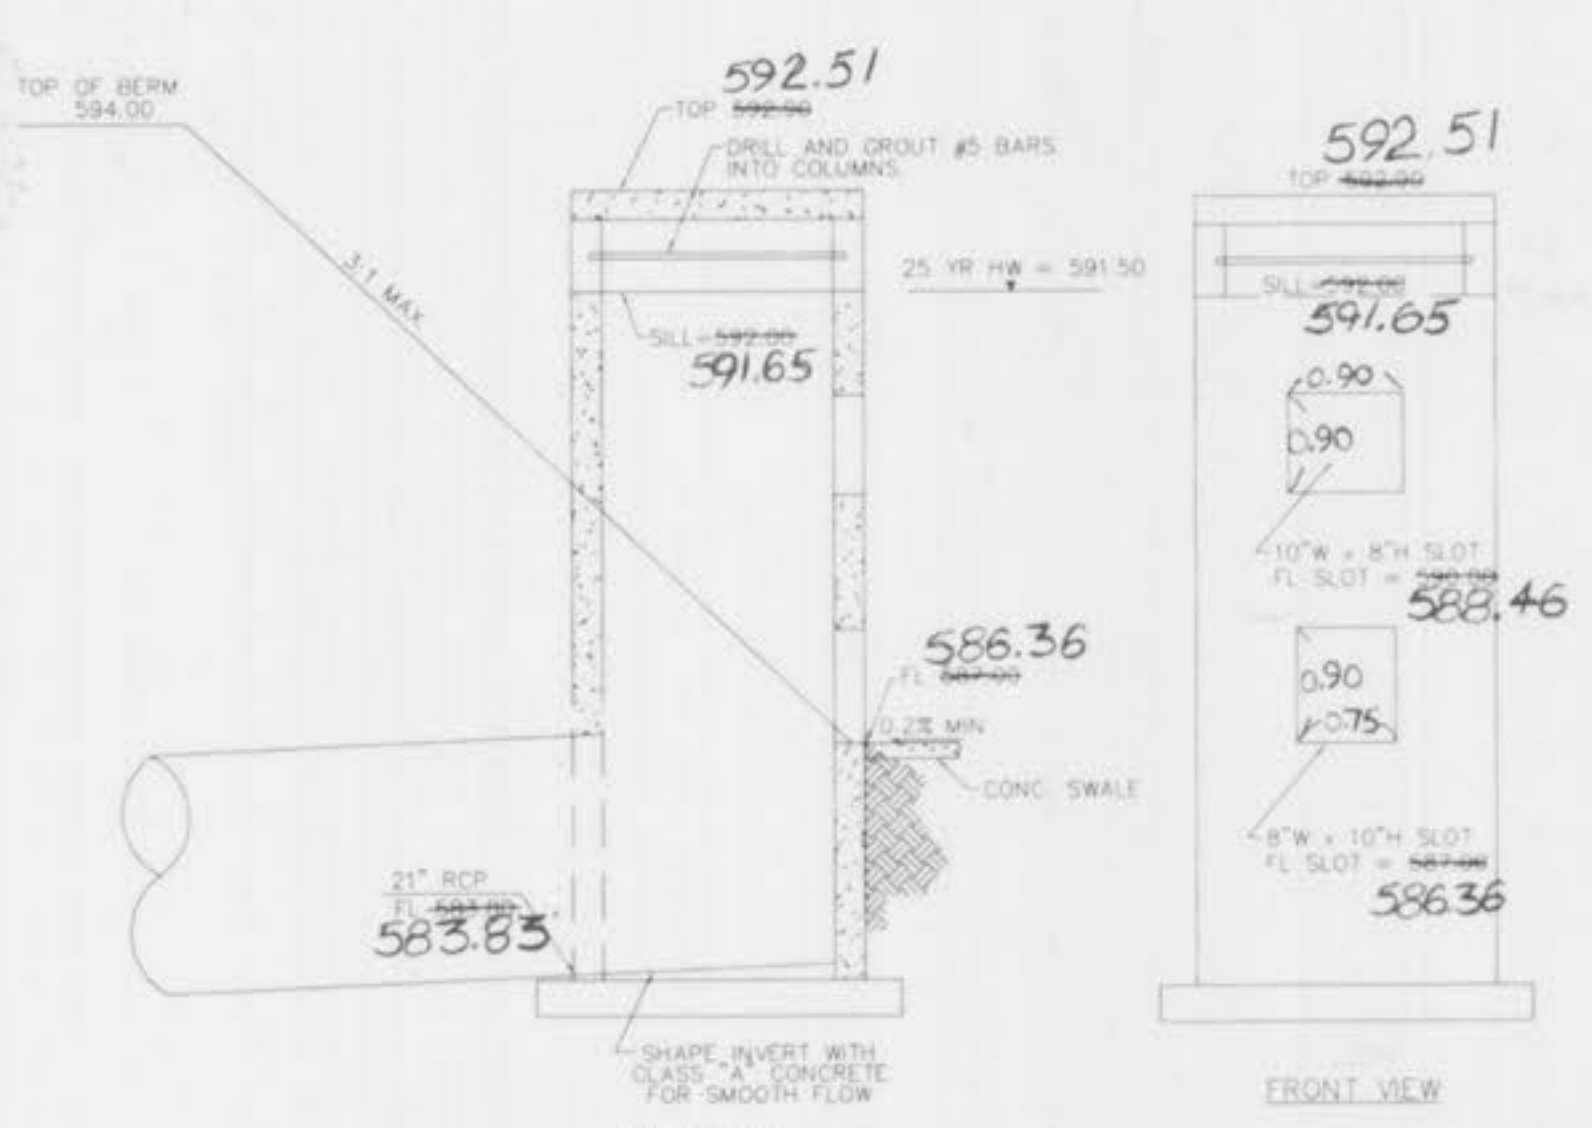 TOP OF BERM
594.00
592.51
TOP 592.90
DRILL AND GROUT #5 BARS
INTO COLUMNS
3:1 MAX
25 YR HW = 591.50
SILL=592.00
591.65
586.36
FL 587.00
0.2% MIN
CONC. SWALE
21" RCP
FL 583.80
583.83
SHAPE INVERT WITH
CLASS "A" CONCRETE
FOR SMOOTH FLOW
592.51
TOP 592.90
SILL=592.00
591.65
0.90
0.90
10"W x 8"H SLOT
FL SLOT = 590.00
588.46
0.90
0.75
8"W x 10"H SLOT
FL SLOT = 587.00
586.36
FRONT VIEW